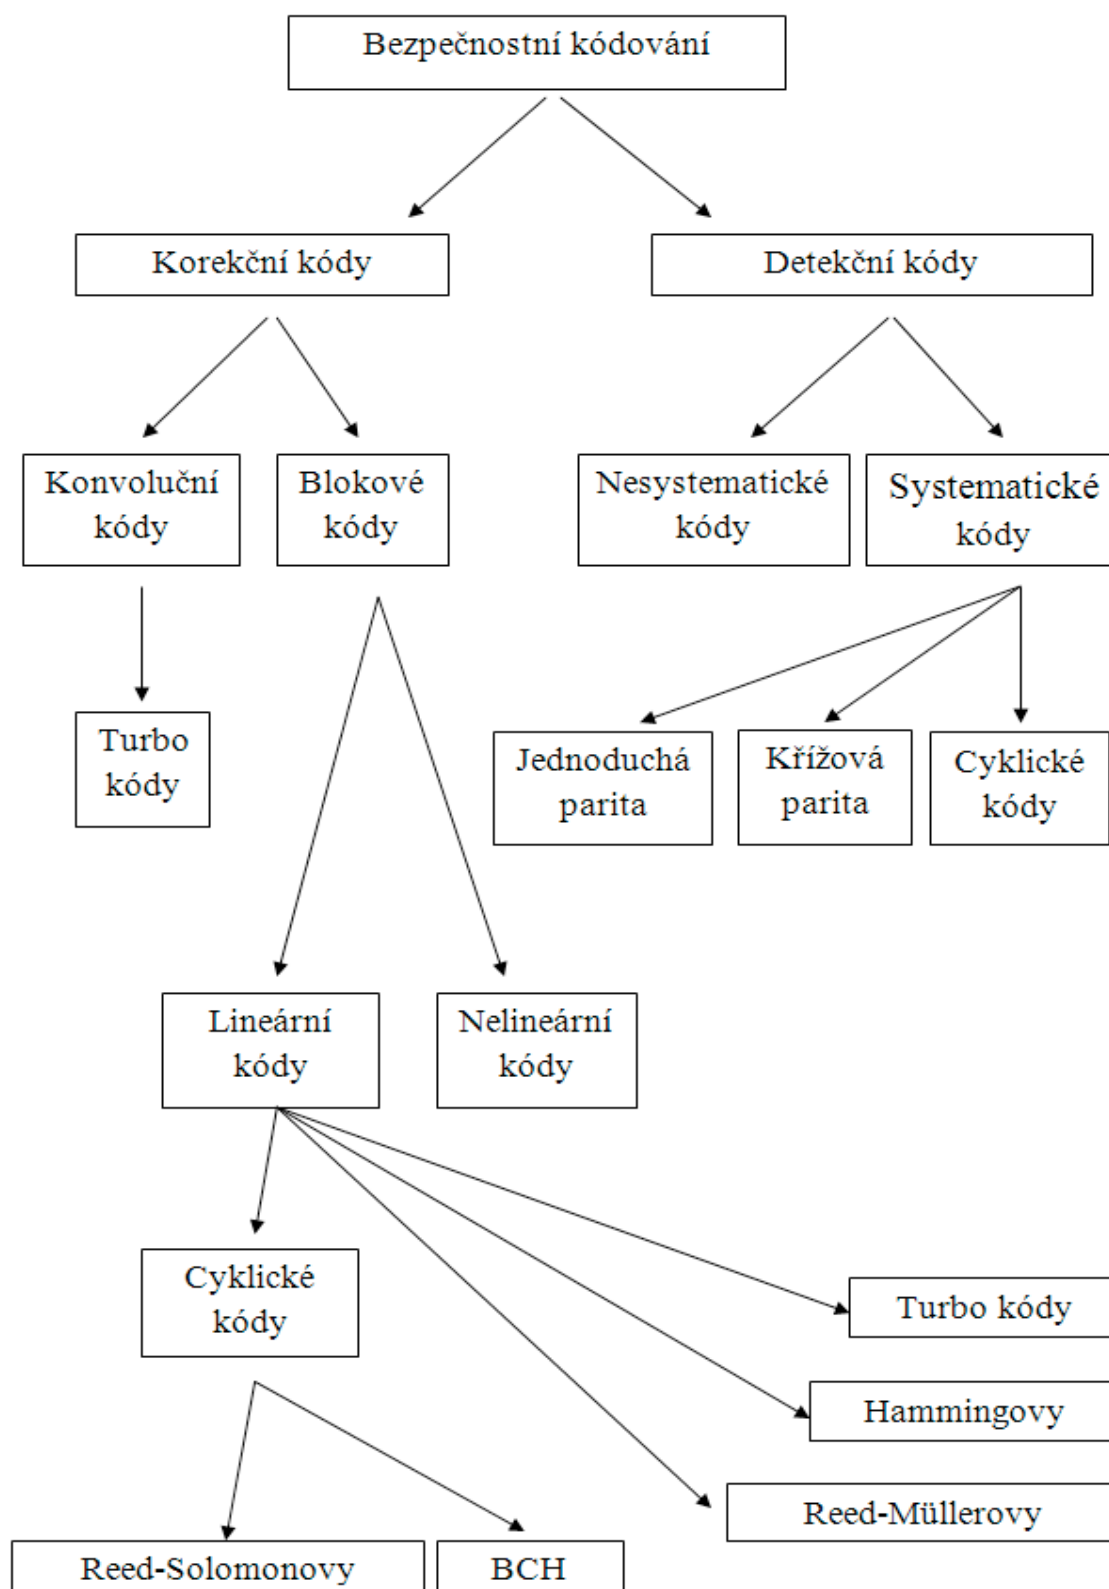 Bezpečnostní kódování
Korekční kódy
Detekční kódy
Konvoluční
kódy
Blokové
kódy
Nesystematické
kódy
Systematické
kódy
Turbo
kódy
Jednoduchá
parita
Křížová
parita
Cyklické
kódy
Lineární
kódy
Nelineární
kódy
Cyklické
kódy
Turbo kódy
Hammingovy
Reed-Müllerovy
Reed-Solomonovy
BCH